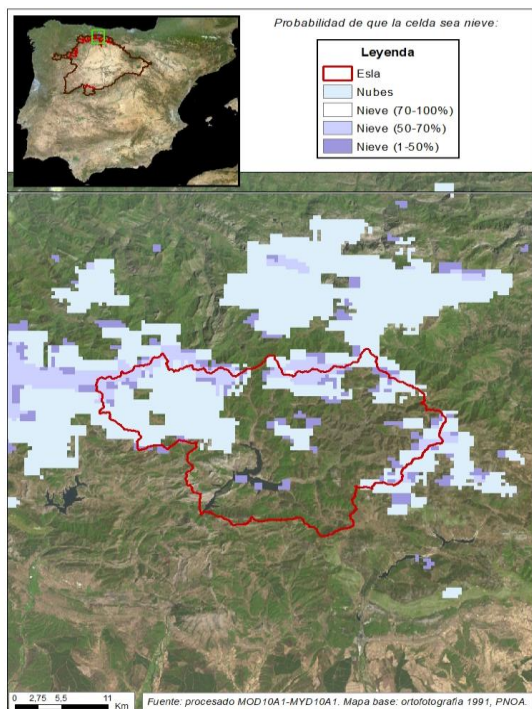 Probabilidad de que la celda sea nieve:
Leyenda
Esla
Nubes
Nieve (70-100%)
Nieve (50-70%)
Nieve (1-50%)
0 2,75 5,5 11
Km
Fuente: procesado MOD10A1-MYD10A1. Mapa base: ortofotografía 1991, PNOA